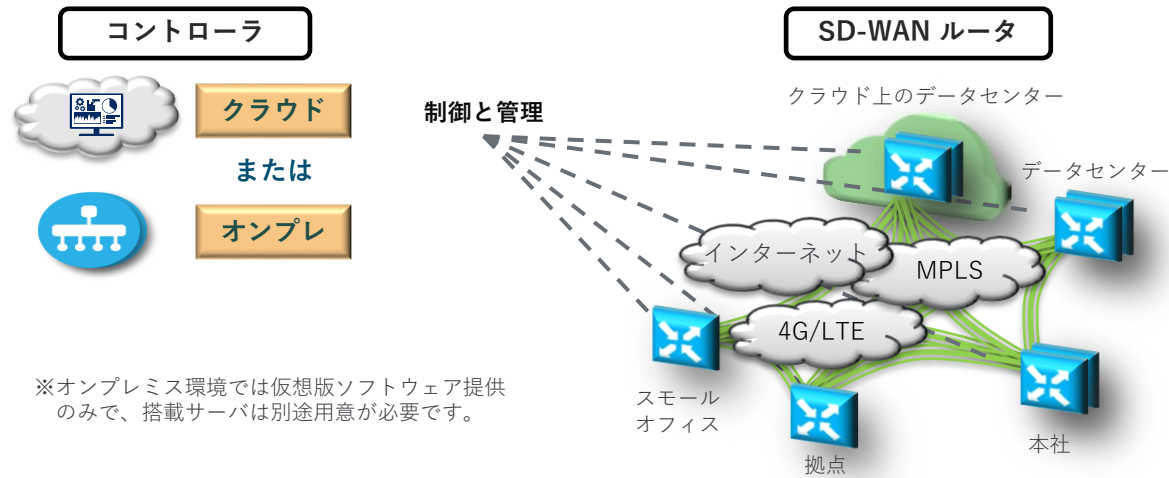 コントローラ
クラウド
または
オンプレ
※オンプレミス環境では仮想版ソフトウェア提供
のみで、搭載サーバは別途用意が必要です。
制御と管理
SD-WAN ルータ
クラウド上のデータセンター
データセンター
インターネット
MPLS
4G/LTE
スモール
オフィス
拠点
本社